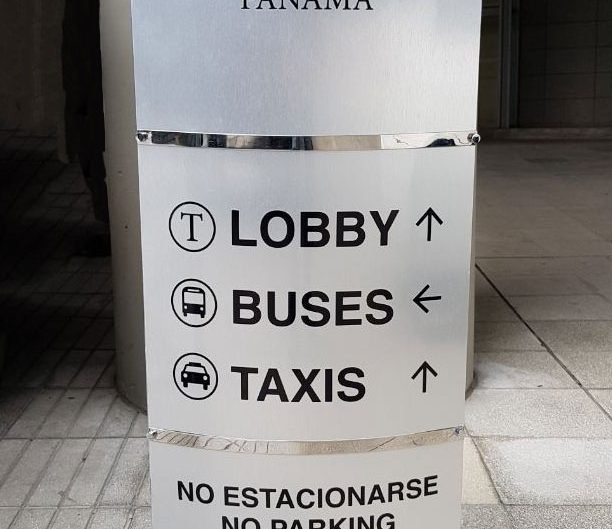 PANAMA
T LOBBY ↑
BUSES ←
TAXIS ↑
NO ESTACIONARSE
NO PARKING